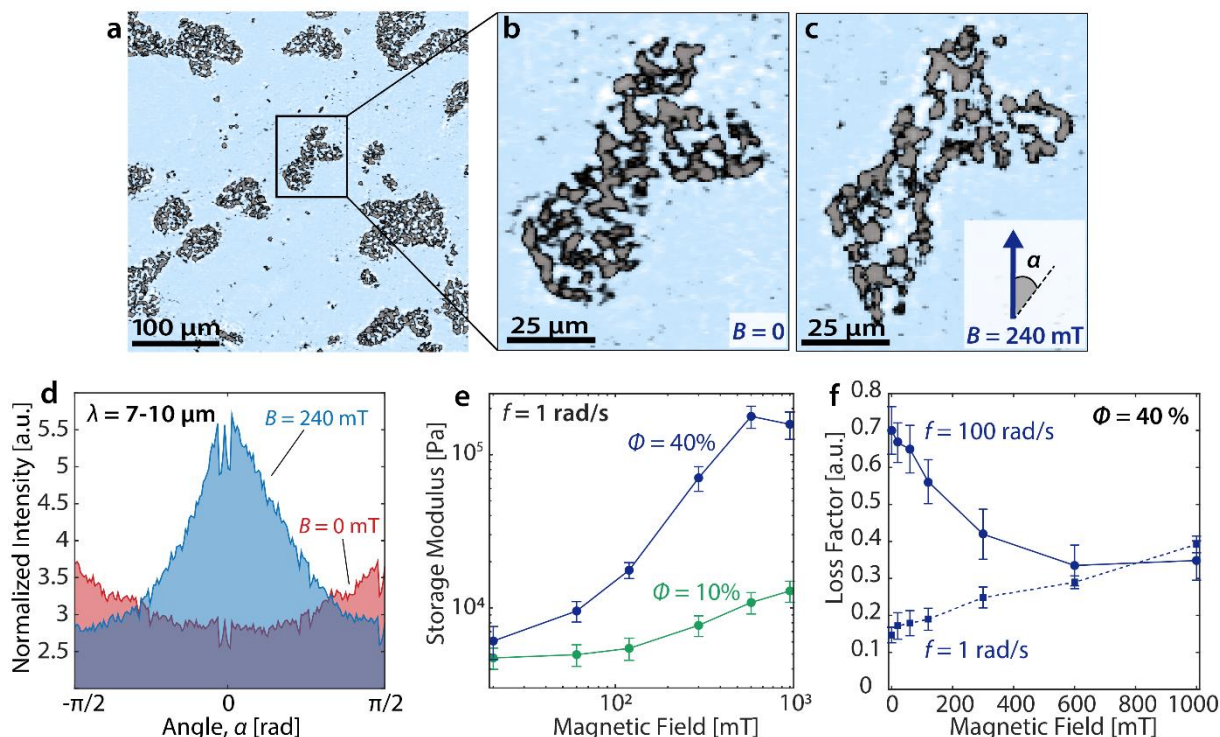 a
100 μm
b
25 μm
B = 0
c
25 μm
α
B = 240 mT
d
λ = 7-10 μm
B = 240 mT
B = 0 mT
Normalized Intensity [a.u.]
5.5
5
4.5
4
3.5
3
2.5
-π/2
0
π/2
Angle, α [rad]
e
f = 1 rad/s
Φ = 40%
Φ = 10%
Storage Modulus [Pa]
10⁵
10⁴
10²
10³
Magnetic Field [mT]
f
Φ = 40 %
f = 100 rad/s
f = 1 rad/s
Loss Factor [a.u.]
0.8
0.7
0.6
0.5
0.4
0.3
0.2
0.1
0
0
200
400
600
800
1000
Magnetic Field [mT]